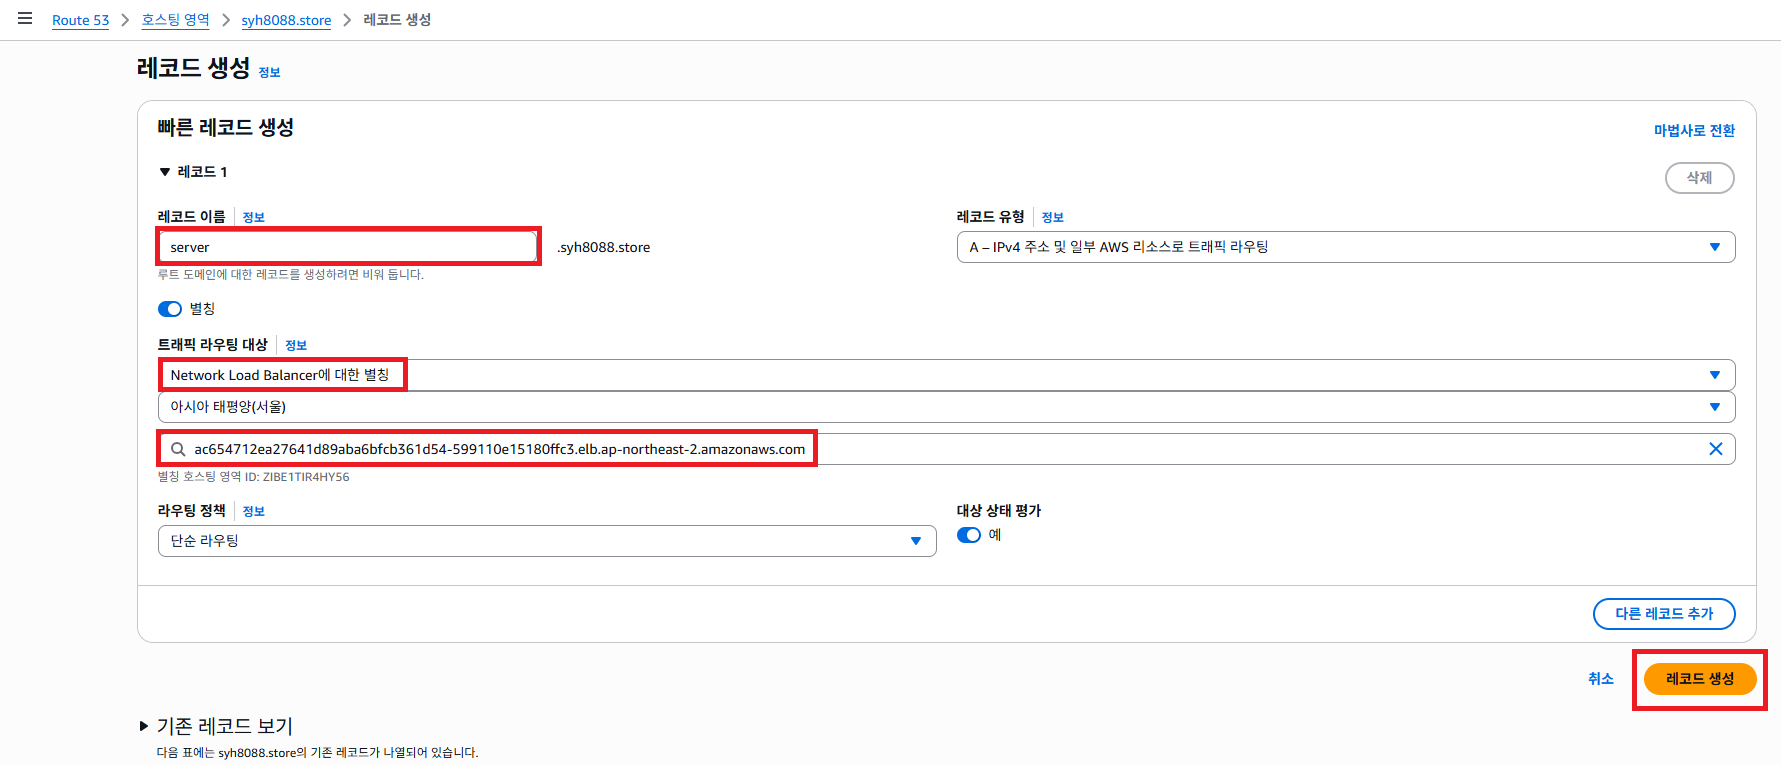 Route 53 > 호스팅 영역 > syh8088.store > 레코드 생성
레코드 생성 정보
빠른 레코드 생성
마법사로 전환
레코드 1
삭제
레코드 이름 정보
레코드 유형 정보
server .syh8088.store
A – IPv4 주소 및 일부 AWS 리소스로 트래픽 라우팅
루트 도메인에 대한 레코드를 생성하려면 비워 둡니다.
별칭
트래픽 라우팅 대상 정보
Network Load Balancer에 대한 별칭
아시아 태평양(서울)
ac654712ea27641d89aba6bfcb361d54-599110e15180ffc3.elb.ap-northeast-2.amazonaws.com
별칭 호스팅 영역 ID: ZIBE1TIR4HY56
라우팅 정책 정보
대상 상태 평가
단순 라우팅
예
다른 레코드 추가
취소
레코드 생성
기존 레코드 보기
다음 표에는 syh8088.store의 기존 레코드가 나열되어 있습니다.